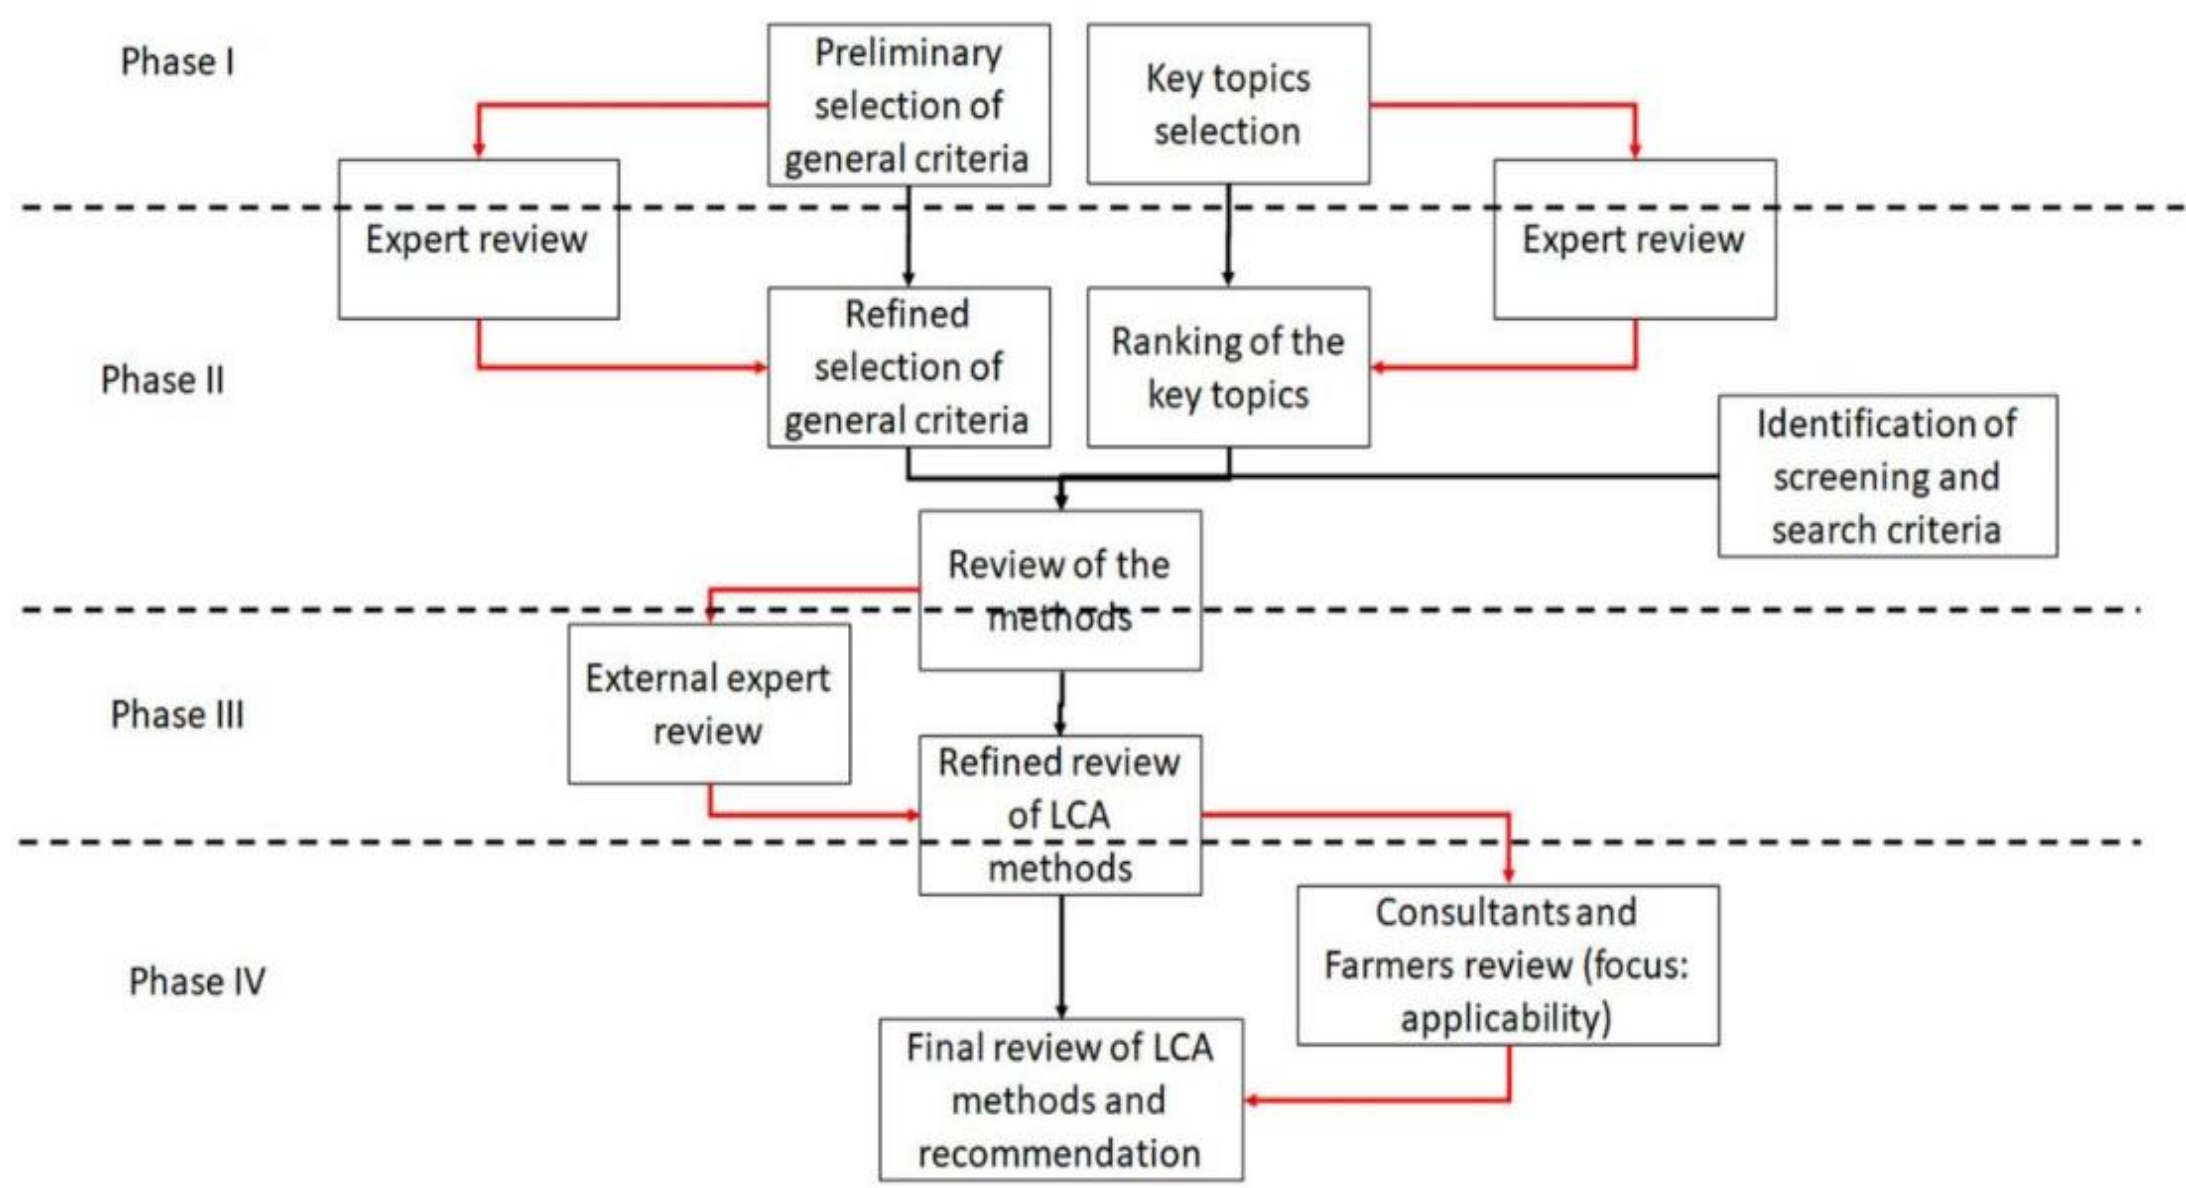 Phase I
Preliminary
selection of
general criteria
Key topics
selection
Expert review
Expert review
Phase II
Refined
selection of
general criteria
Ranking of the
key topics
Identification of
screening and
search criteria
Review of the
methods
Phase III
External expert
review
Refined review
of LCA
methods
Phase IV
Consultants and
Farmers review (focus:
applicability)
Final review of LCA
methods and
recommendation